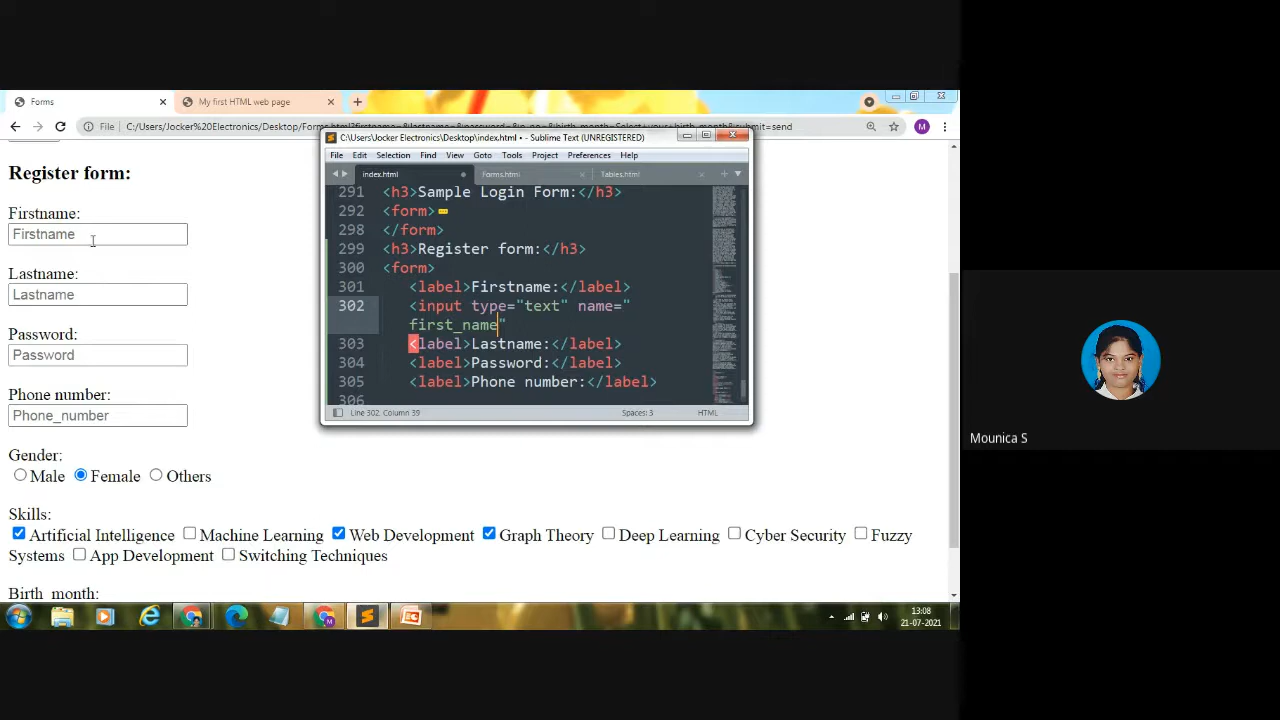 Forms
My first HTML web page
File C:/Users/Jocker%20Electronics/Desktop/Forms.html?
C:\Users\Jocker Electronics\Desktop\index.html • - Sublime Text (UNREGISTERED)
File Edit Selection Find View Goto Tools Project Preferences Help
index.html Forms.html Tables.html
291 <h3>Sample Login Form:</h3>
292 <form>
298 </form>
299 <h3>Register form:</h3>
300 <form>
301 <label>Firstname:</label>
302 <input type="text" name="
first_name"
303 <label>Lastname:</label>
304 <label>Password:</label>
305 <label>Phone number:</label>
306
Line 302, Column 39 Spaces: 3 HTML
Register form:
Firstname:
Firstname
Lastname:
Lastname
Password:
Password
Phone number:
Phone_number
Gender:
Male Female Others
Skills:
Artificial Intelligence Machine Learning Web Development Graph Theory Deep Learning Cyber Security Fuzzy
Systems App Development Switching Techniques
Birth month:
13:08
21-07-2021
Mounica S